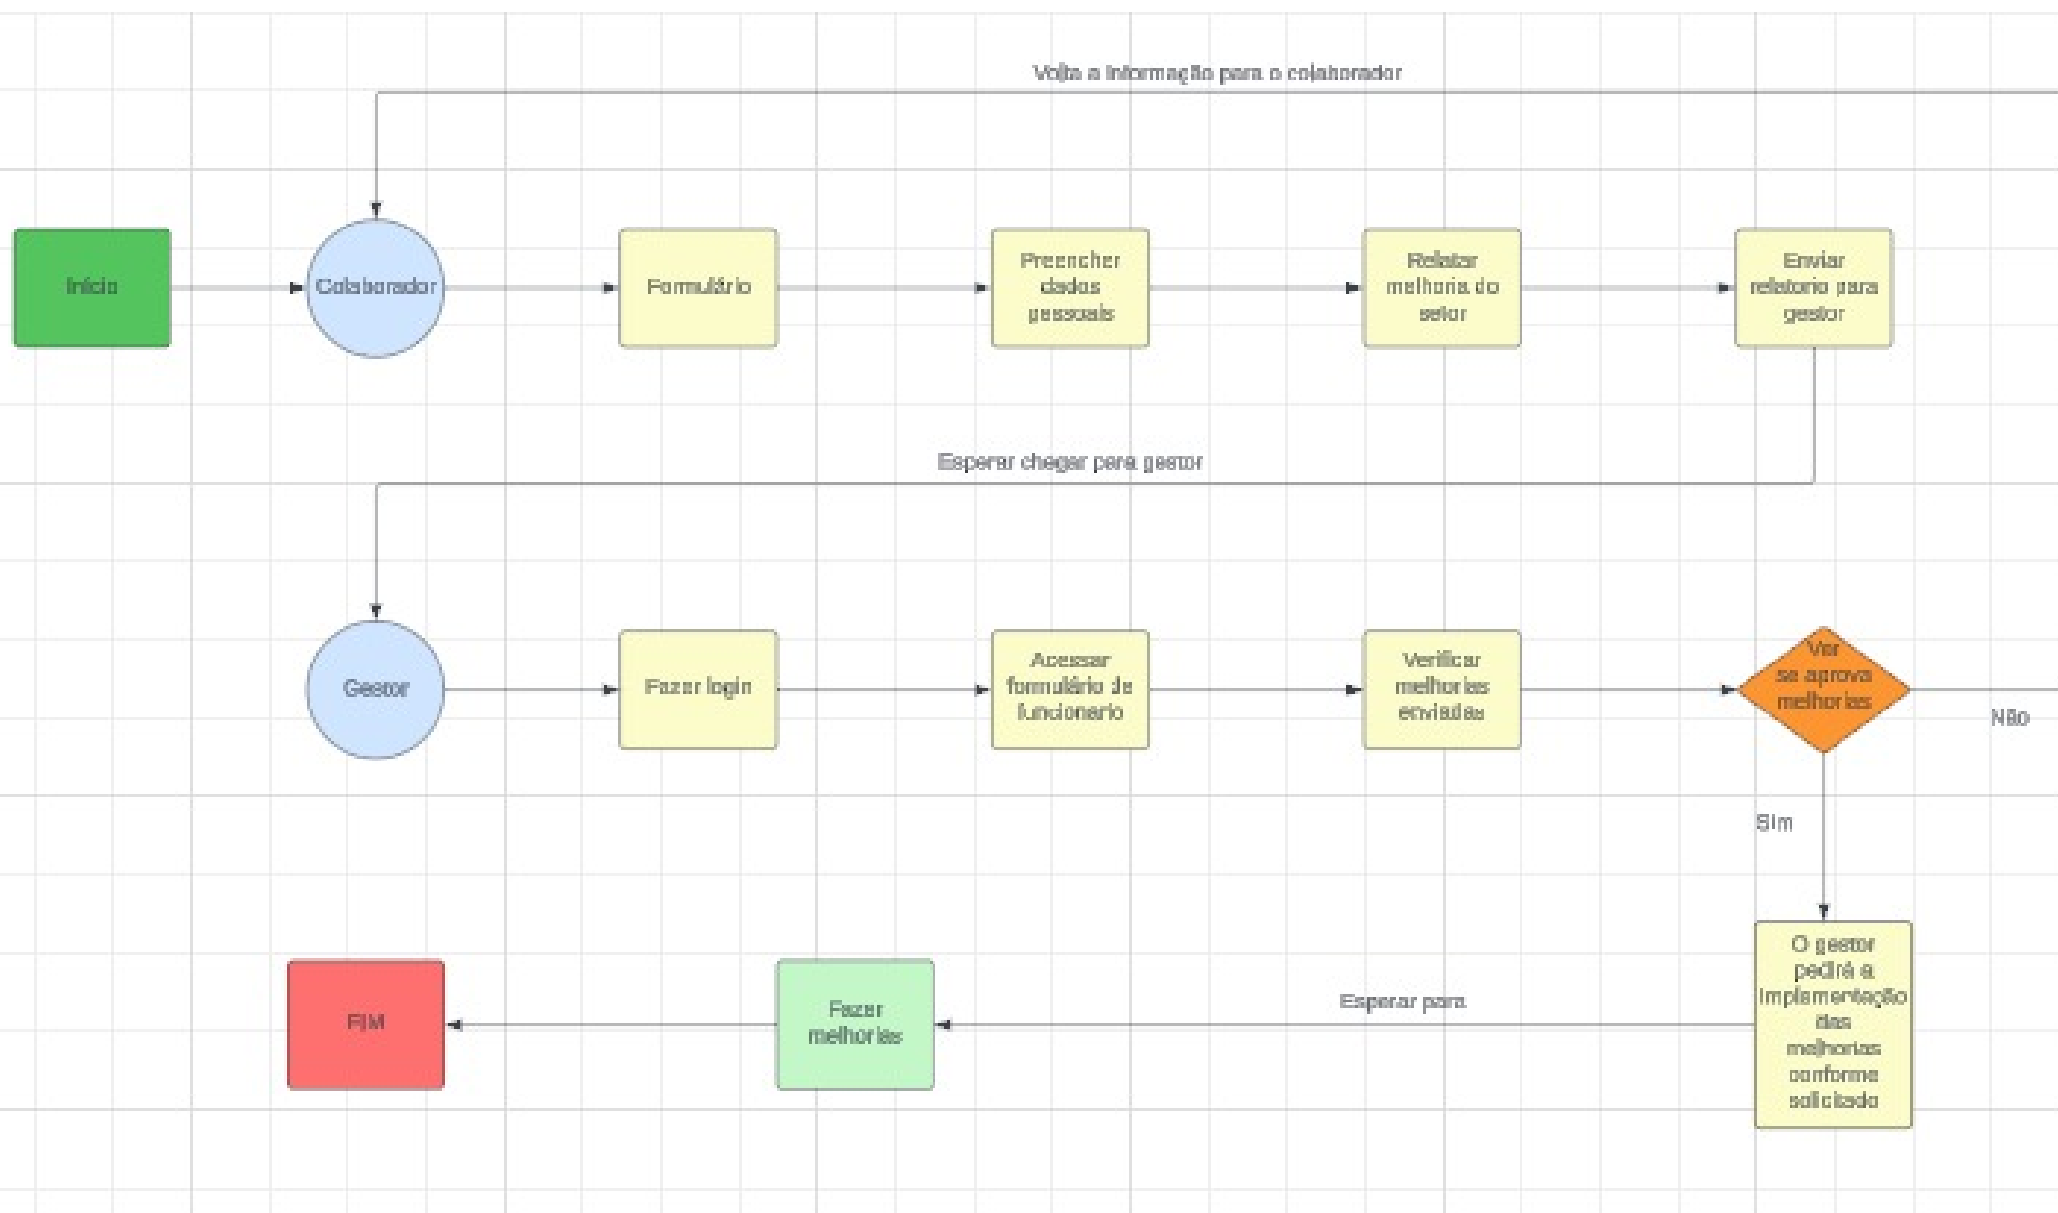 Volta a informação para o colaborador
Início
Colaborador
Formulário
Preencher
dados
pessoais
Relatar
melhoria do
setor
Enviar
relatorio para
gestor
Esperar chegar para gestor
Gestor
Fazer login
Acessar
formulário de
funcionario
Verificar
melhorias
enviadas
Ver
se aprova
melhorias
Não
Sim
O gestor
pedirá a
implementação
das
melhorias
conforme
solicitado
Esperar para
Fazer
melhorias
FIM